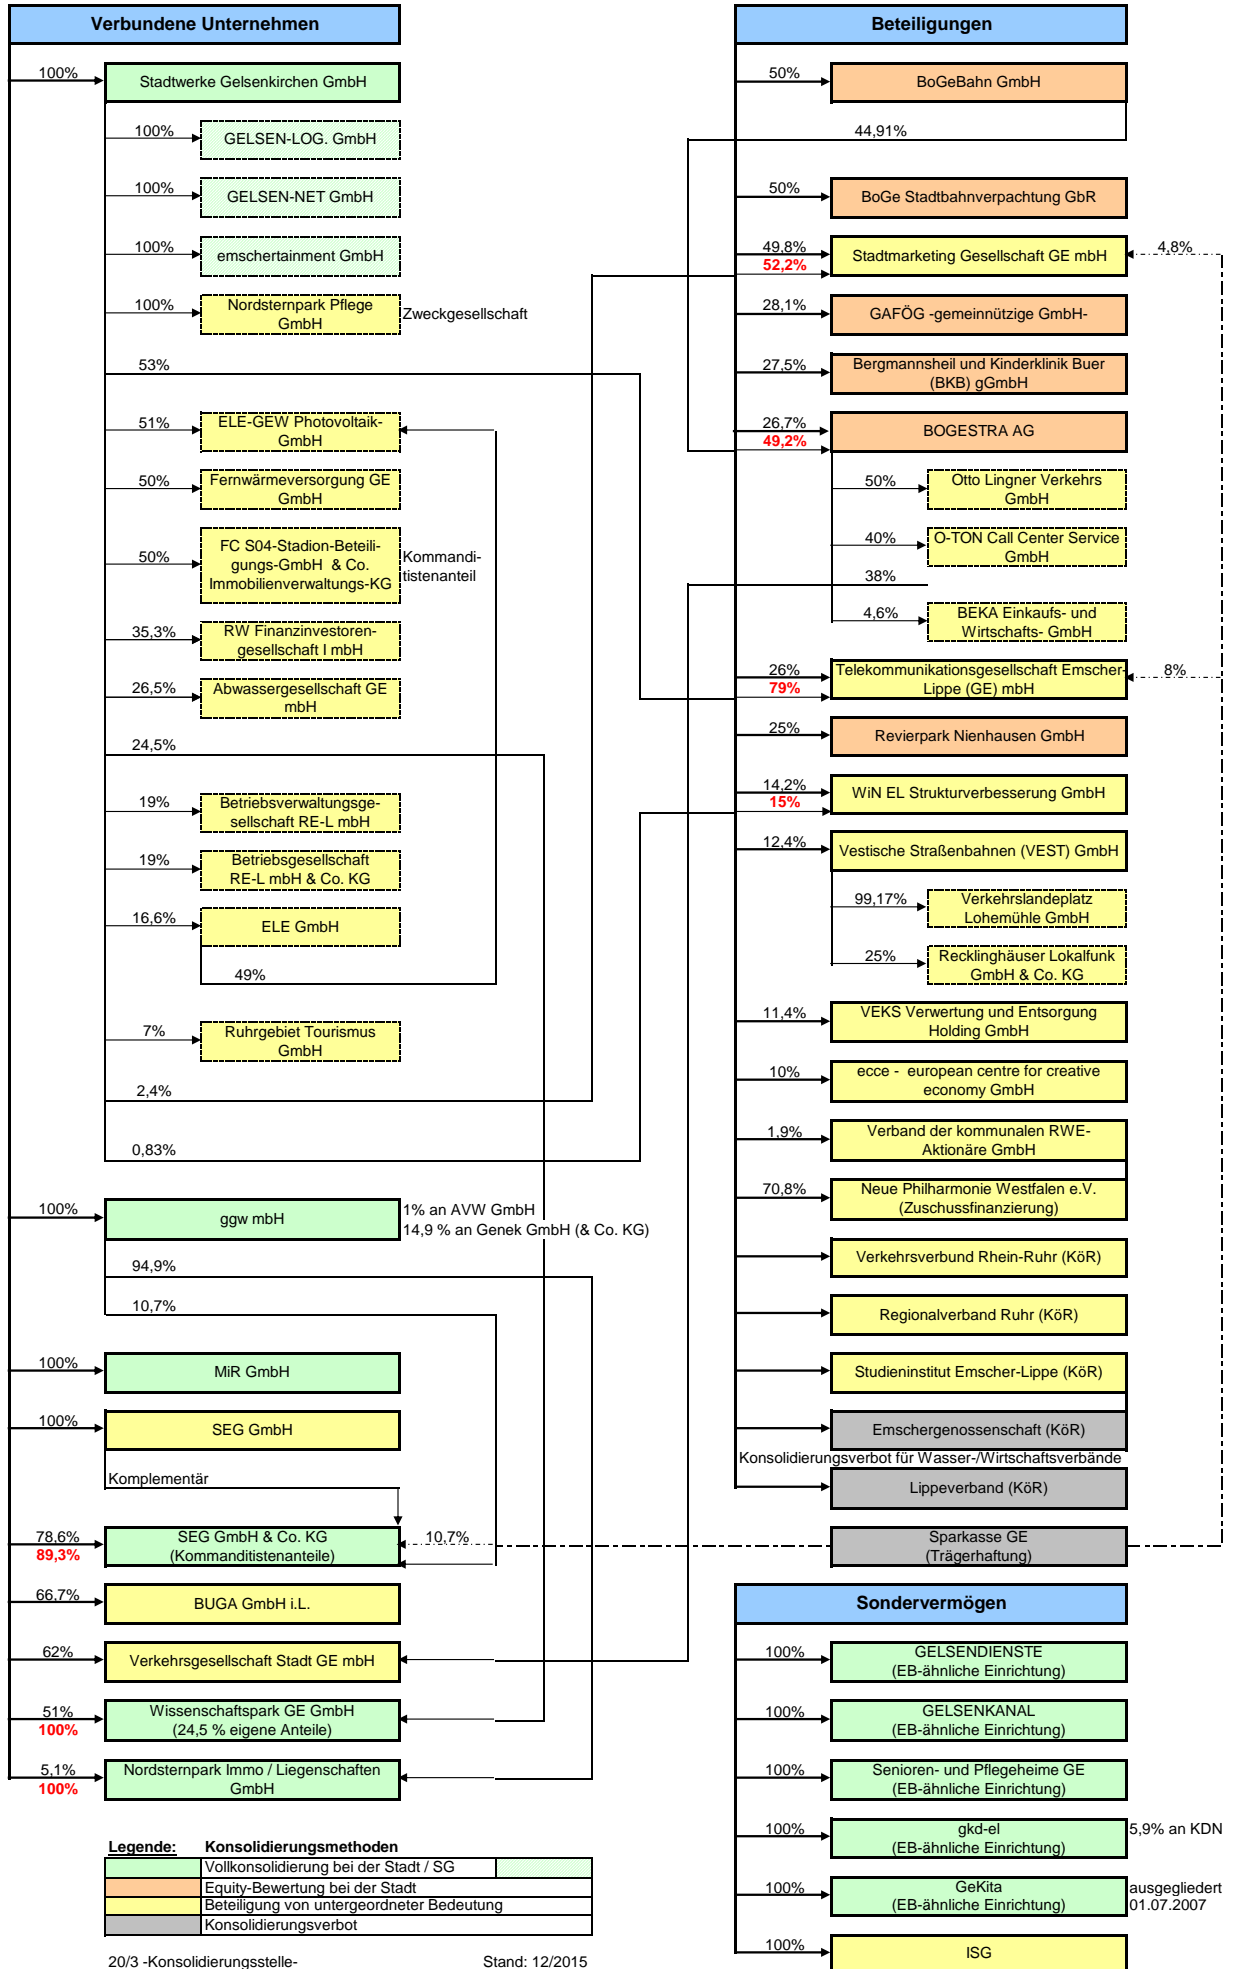 Verbundene Unternehmen
100%
Stadtwerke Gelsenkirchen GmbH
100%
GELSEN-LOG. GmbH
100%
GELSEN-NET GmbH
100%
emschertainment GmbH
100%
Nordsternpark Pflege
GmbH
Zweckgesellschaft
53%
51%
ELE-GEW Photovoltaik-
GmbH
50%
Fernwärmeversorgung GE
GmbH
50%
FC S04-Stadion-Beteili-
gungs-GmbH & Co.
Immobilienverwaltungs-KG
Kommandi-
tistenanteil
35,3%
RW Finanzinvestoren-
gesellschaft I mbH
26,5%
Abwassergesellschaft GE
mbH
24,5%
19%
Betriebsverwaltungsge-
sellschaft RE-L mbH
19%
Betriebsgesellschaft
RE-L mbH & Co. KG
16,6%
ELE GmbH
49%
7%
Ruhrgebiet Tourismus
GmbH
2,4%
0,83%
100%
ggw mbH
1% an AVW GmbH
14,9 % an Genek GmbH (& Co. KG)
94,9%
10,7%
100%
MiR GmbH
100%
SEG GmbH
Komplementär
78,6%
89,3%
SEG GmbH & Co. KG
(Kommanditistenanteile)
10,7%
66,7%
BUGA GmbH i.L.
62%
Verkehrsgesellschaft Stadt GE mbH
51%
100%
Wissenschaftspark GE GmbH
(24,5 % eigene Anteile)
5,1%
100%
Nordsternpark Immo / Liegenschaften
GmbH
Legende: Konsolidierungsmethoden
Vollkonsolidierung bei der Stadt / SG
Equity-Bewertung bei der Stadt
Beteiligung von untergeordneter Bedeutung
Konsolidierungsverbot
20/3 -Konsolidierungsstelle- Stand: 12/2015
Beteiligungen
50%
BoGeBahn GmbH
44,91%
50%
BoGe Stadtbahnverpachtung GbR
49,8%
52,2%
Stadtmarketing Gesellschaft GE mbH
4,8%
28,1%
GAFÖG -gemeinnützige GmbH-
27,5%
Bergmannsheil und Kinderklinik Buer
(BKB) gGmbH
26,7%
49,2%
BOGESTRA AG
50%
Otto Lingner Verkehrs
GmbH
40%
O-TON Call Center Service
GmbH
38%
4,6%
BEKA Einkaufs- und
Wirtschafts- GmbH
26%
79%
Telekommunikationsgesellschaft Emscher-
Lippe (GE) mbH
8%
25%
Revierpark Nienhausen GmbH
14,2%
15%
WiN EL Strukturverbesserung GmbH
12,4%
Vestische Straßenbahnen (VEST) GmbH
99,17%
Verkehrslandeplatz
Lohemühle GmbH
25%
Recklinghäuser Lokalfunk
GmbH & Co. KG
11,4%
VEKS Verwertung und Entsorgung
Holding GmbH
10%
ecce - european centre for creative
economy GmbH
1,9%
Verband der kommunalen RWE-
Aktionäre GmbH
70,8%
Neue Philharmonie Westfalen e.V.
(Zuschussfinanzierung)
Verkehrsverbund Rhein-Ruhr (KöR)
Regionalverband Ruhr (KöR)
Studieninstitut Emscher-Lippe (KöR)
Emschergenossenschaft (KöR)
Konsolidierungsverbot für Wasser-/Wirtschaftsverbände
Lippeverband (KöR)
Sparkasse GE
(Trägerhaftung)
Sondervermögen
100%
GELSENDIENSTE
(EB-ähnliche Einrichtung)
100%
GELSENKANAL
(EB-ähnliche Einrichtung)
100%
Senioren- und Pflegeheime GE
(EB-ähnliche Einrichtung)
100%
gkd-el
(EB-ähnliche Einrichtung)
5,9% an KDN
100%
GeKita
(EB-ähnliche Einrichtung)
ausgegliedert
01.07.2007
100%
ISG